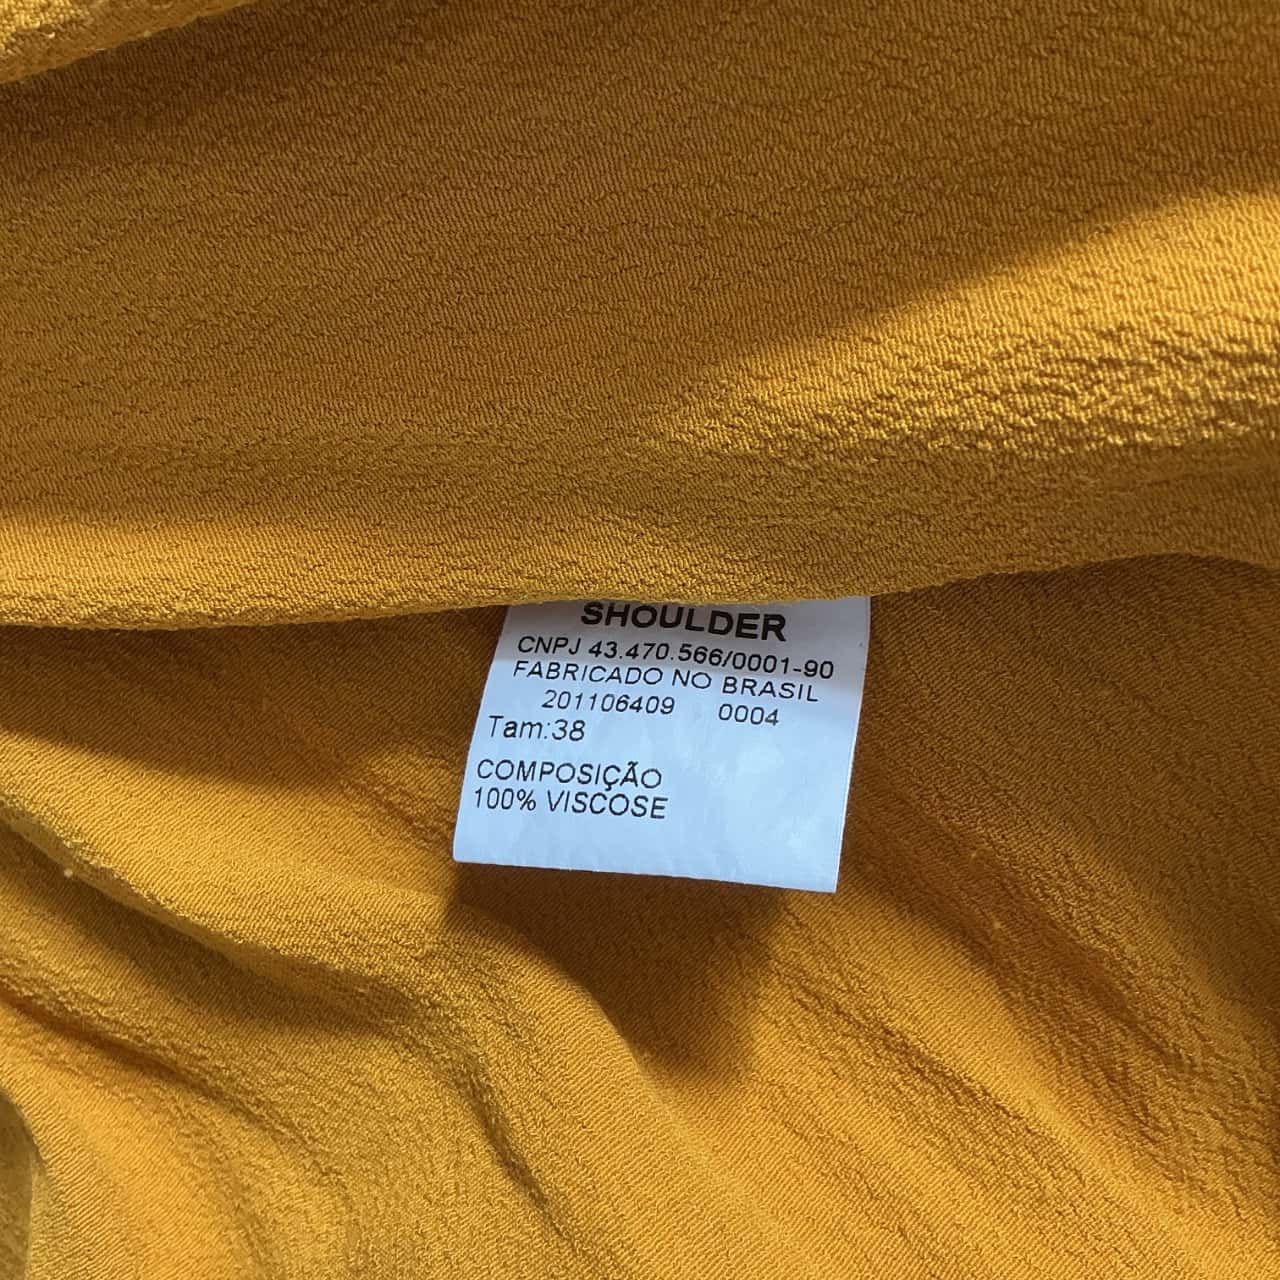 SHOULDER
CNPJ 43.470.566/0001-90
FABRICADO NO BRASIL
201106409 0004
Tam:38
COMPOSIÇÃO
100% VISCOSE